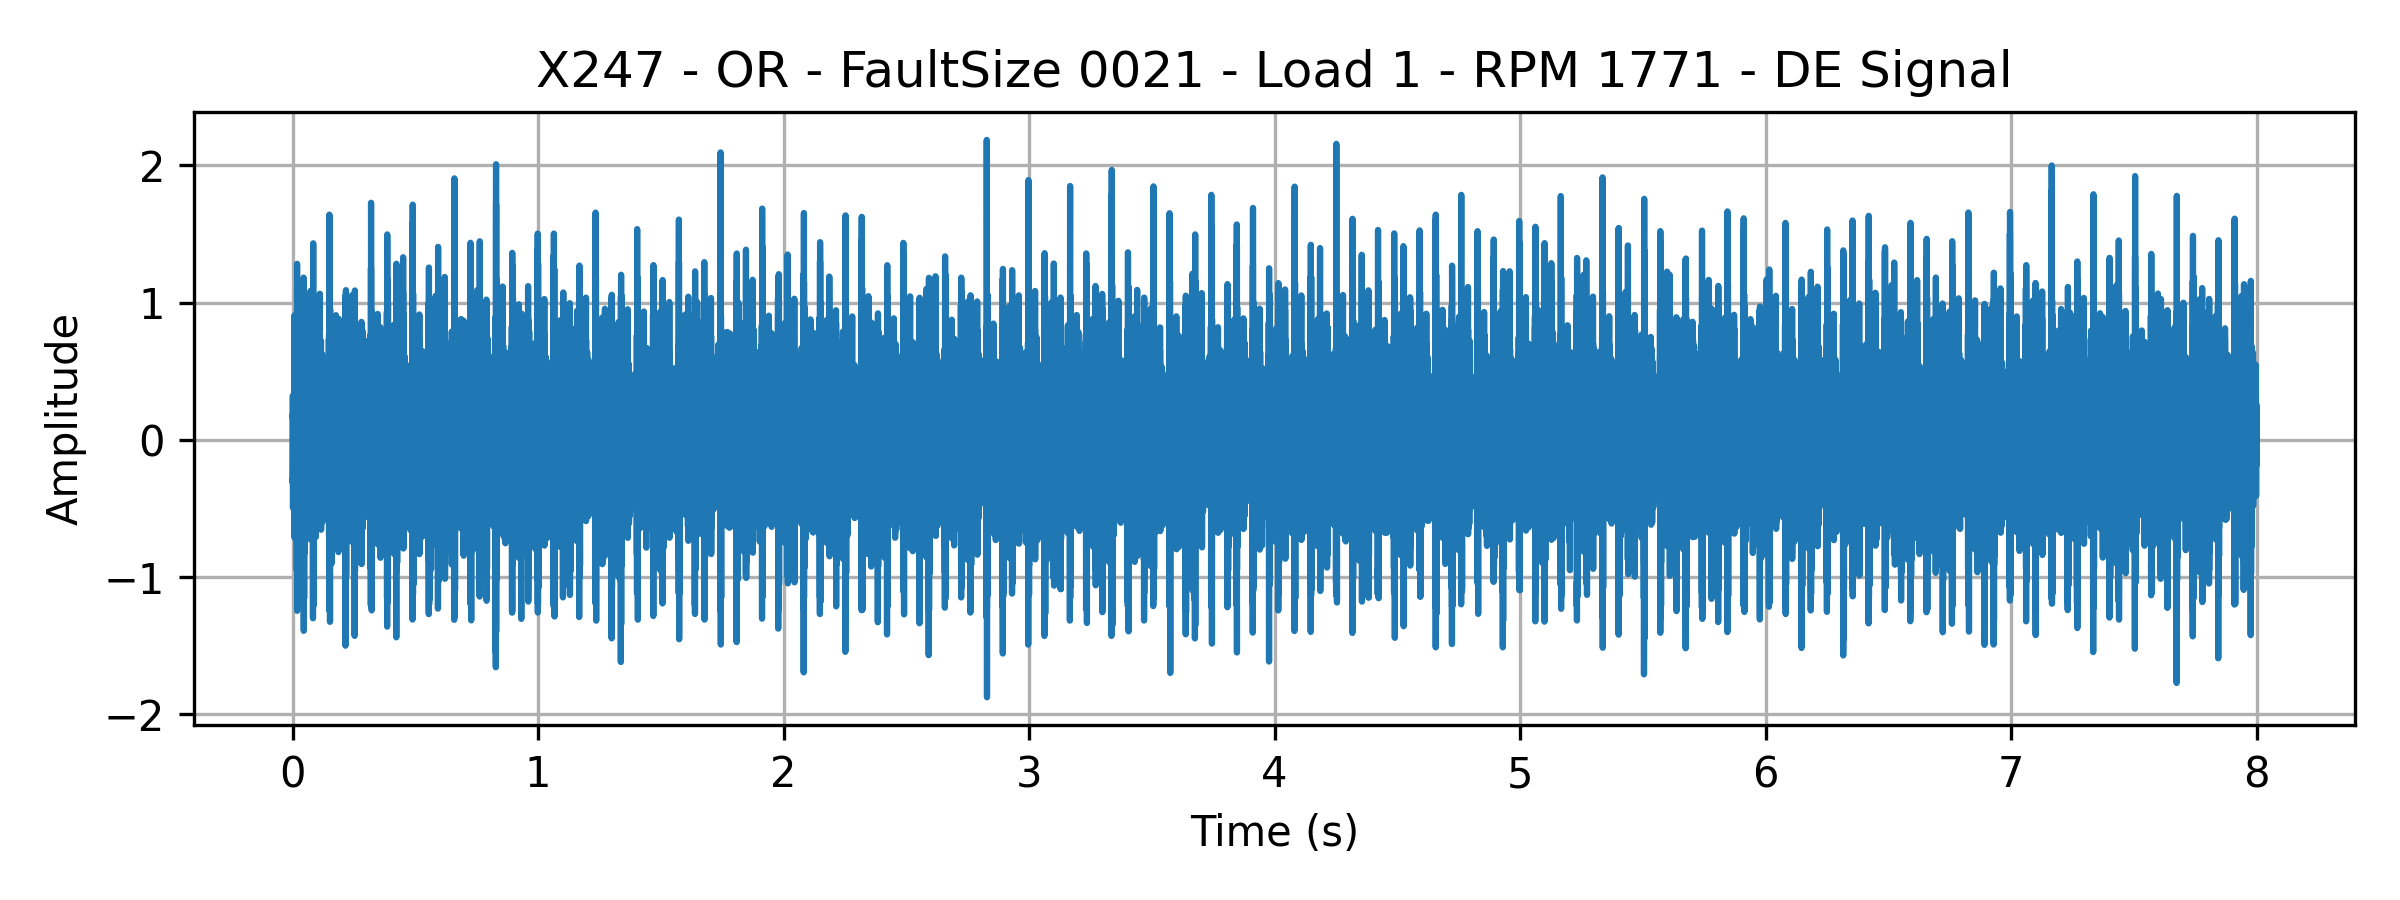 X247 - OR - FaultSize 0021 - Load 1 - RPM 1771 - DE Signal
2
1
0
−1
−2
Amplitude
0 1 2 3 4 5 6 7 8
Time (s)